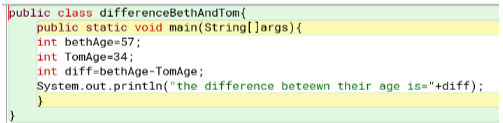 public class differenceBethAndTom{
public static void main(String[]args){
int bethAge=57;
int TomAge=34;
int diff=bethAge-TomAge;
System.out.println("the difference beteewn their age is="+diff);
}
}